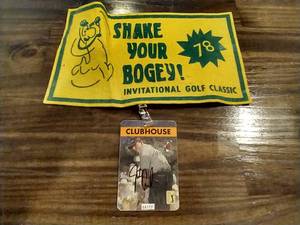 SHAKE
YOUR
BOGEY!
'78
INVITATIONAL GOLF CLASSIC
CLUBHOUSE